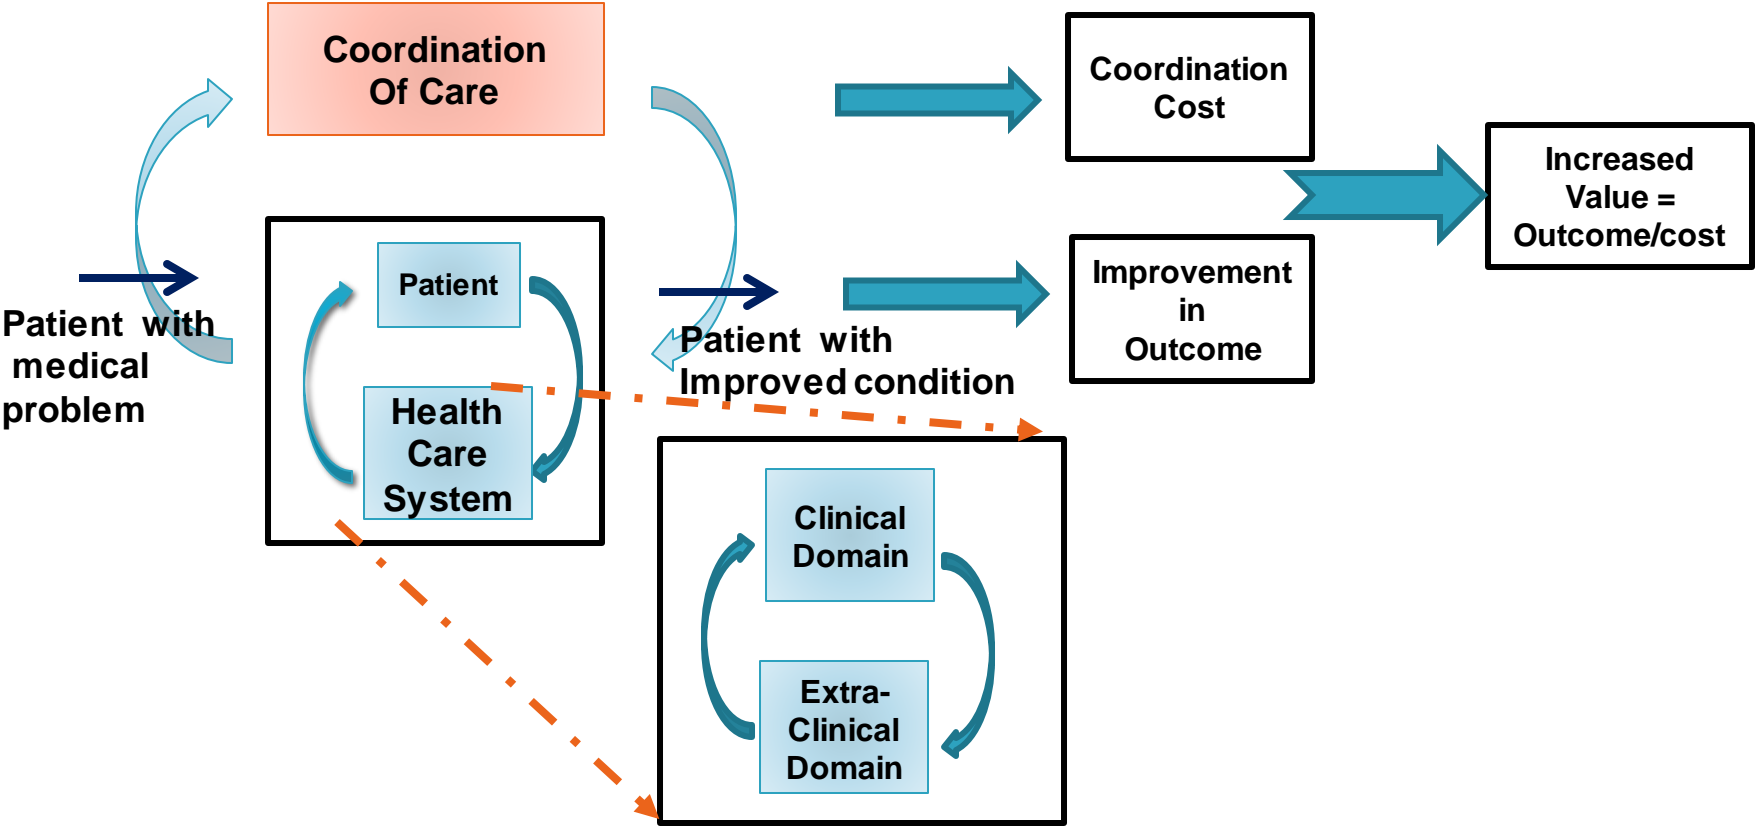 Coordination
Of Care
Coordination
Cost
Increased
Value =
Outcome/cost
Patient
Improvement
in
Outcome
Patient with
medical
problem
Patient with
Improved condition
Health
Care
System
Clinical
Domain
Extra-
Clinical
Domain